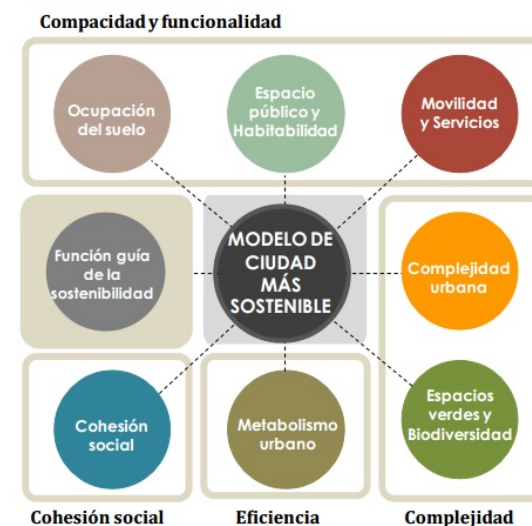 Compacidad y funcionalidad
Ocupación
del suelo
Espacio
público y
Habitabilidad
Movilidad
y Servicios
Función guía
de la
sostenibilidad
MODELO DE
CIUDAD
MÁS
SOSTENIBLE
Complejidad
urbana
Cohesión
social
Metabolismo
urbano
Espacios
verdes y
Biodiversidad
Cohesión social
Eficiencia
Complejidad